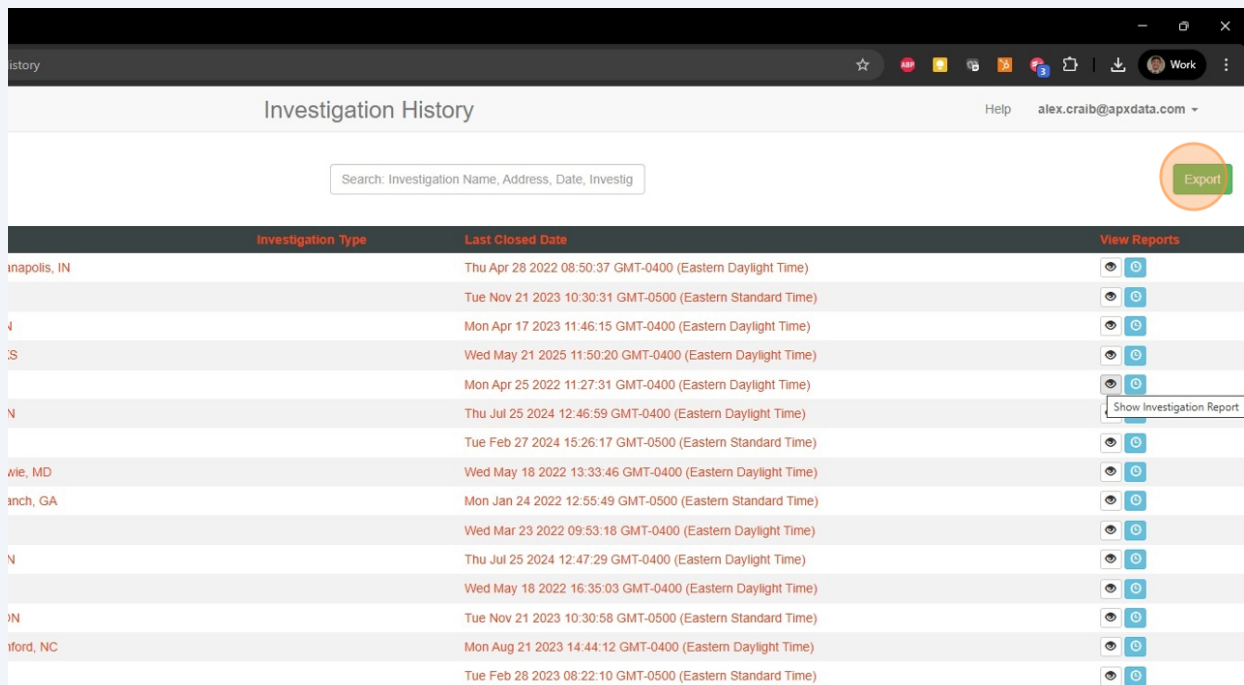 istory
ABP
3
Work
Investigation History
Help alex.craib@apxdata.com
Search: Investigation Name, Address, Date, Investig
Export
Investigation Type Last Closed Date View Reports
anapolis, IN Thu Apr 28 2022 08:50:37 GMT-0400 (Eastern Daylight Time)
Tue Nov 21 2023 10:30:31 GMT-0500 (Eastern Standard Time)
N Mon Apr 17 2023 11:46:15 GMT-0400 (Eastern Daylight Time)
KS Wed May 21 2025 11:50:20 GMT-0400 (Eastern Daylight Time)
Mon Apr 25 2022 11:27:31 GMT-0400 (Eastern Daylight Time)
Show Investigation Report
N Thu Jul 25 2024 12:46:59 GMT-0400 (Eastern Daylight Time)
Tue Feb 27 2024 15:26:17 GMT-0500 (Eastern Standard Time)
wie, MD Wed May 18 2022 13:33:46 GMT-0400 (Eastern Daylight Time)
anch, GA Mon Jan 24 2022 12:55:49 GMT-0500 (Eastern Standard Time)
Wed Mar 23 2022 09:53:18 GMT-0400 (Eastern Daylight Time)
N Thu Jul 25 2024 12:47:29 GMT-0400 (Eastern Daylight Time)
Wed May 18 2022 16:35:03 GMT-0400 (Eastern Daylight Time)
ON Tue Nov 21 2023 10:30:58 GMT-0500 (Eastern Standard Time)
nford, NC Mon Aug 21 2023 14:44:12 GMT-0400 (Eastern Daylight Time)
Tue Feb 28 2023 08:22:10 GMT-0500 (Eastern Standard Time)